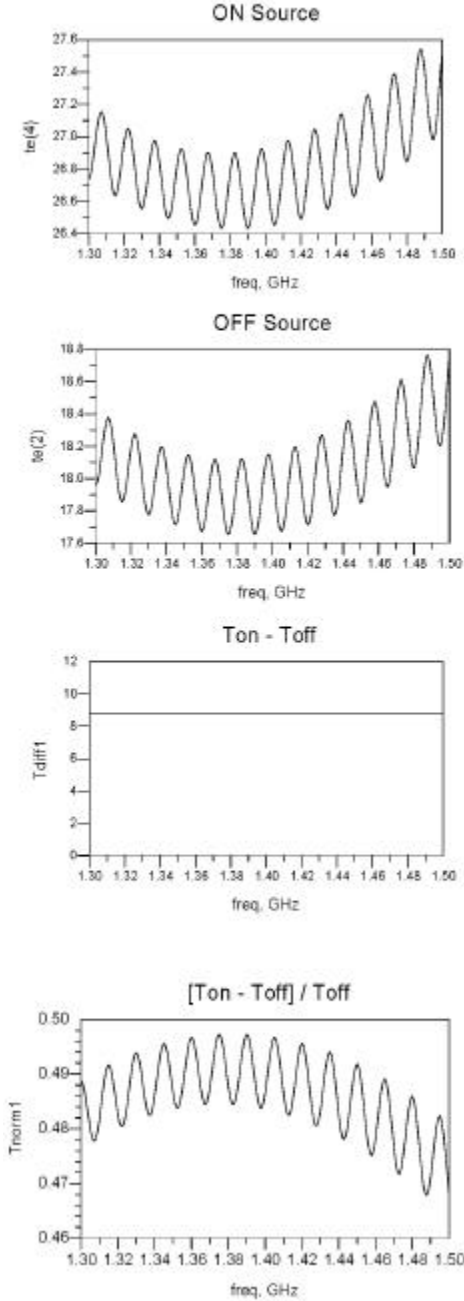 ON Source
27.6
27.4
27.2
27.0
26.8
26.6
26.4
te(4)
1.30 1.32 1.34 1.36 1.38 1.40 1.42 1.44 1.46 1.48 1.50
freq, GHz
OFF Source
18.8
18.6
18.4
18.2
18.0
17.8
17.6
te(2)
1.30 1.32 1.34 1.36 1.38 1.40 1.42 1.44 1.46 1.48 1.50
freq, GHz
Ton - Toff
12
10
8
6
4
2
0
Tdiff1
1.30 1.32 1.34 1.36 1.38 1.40 1.42 1.44 1.46 1.48 1.50
freq, GHz
[Ton - Toff] / Toff
0.50
0.49
0.48
0.47
0.46
Tnorm1
1.30 1.32 1.34 1.36 1.38 1.40 1.42 1.44 1.46 1.48 1.50
freq, GHz